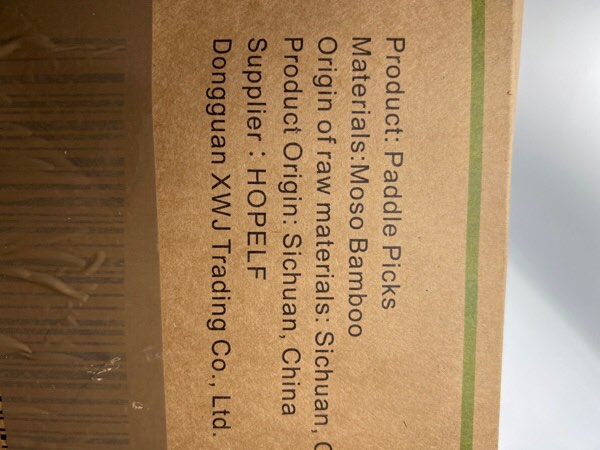 Product: Paddle Picks
Materials:Moso Bamboo
Origin of raw materials: Sichuan, C
Product Origin: Sichuan, China
Supplier : HOPELF
Dongguan XWJ Trading Co., Ltd.